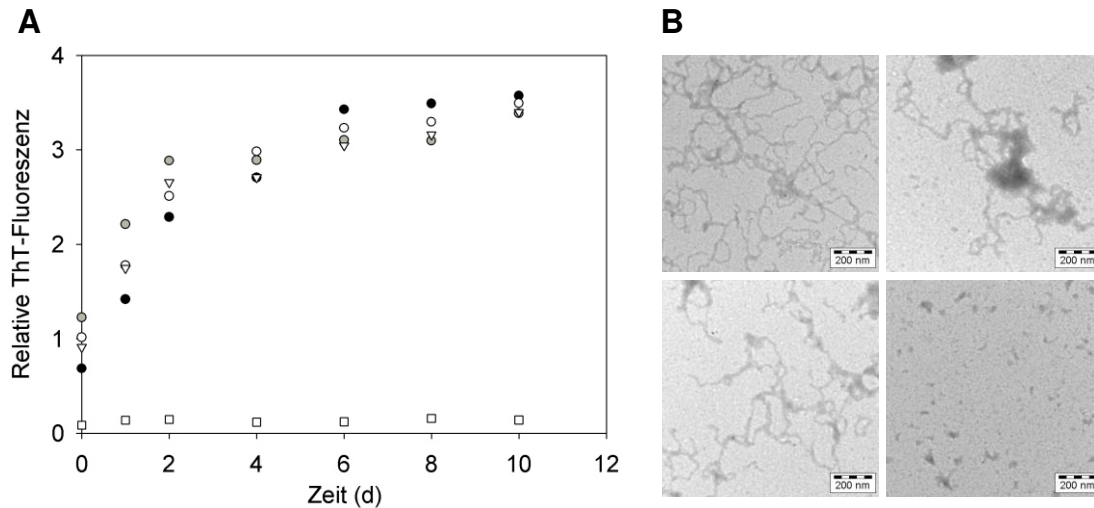 A
B
Relative ThT-Fluoreszenz
4
3
2
1
0
0 2 4 6 8 10 12
Zeit (d)
200 nm
200 nm
200 nm
200 nm